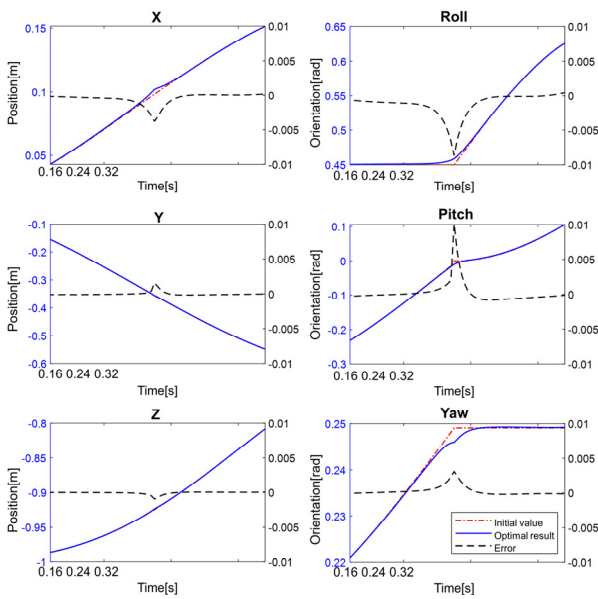 X
0.15
0.1
0.05
0.01
0.005
0
-0.005
-0.01
Position[m]
0.16 0.24 0.32
Time[s]
Roll
0.65
0.6
0.55
0.5
0.45
0.01
0.005
0
-0.005
-0.01
Orientation[rad]
0.16 0.24 0.32
Time[s]
Y
-0.1
-0.2
-0.3
-0.4
-0.5
-0.6
0.01
0.005
0
-0.005
-0.01
Position[m]
0.16 0.24 0.32
Time[s]
Pitch
0.1
0
-0.1
-0.2
-0.3
0.01
0.005
0
-0.005
-0.01
Orientation[rad]
0.16 0.24 0.32
Time[s]
Z
-0.8
-0.85
-0.9
-0.95
-1
0.01
0.005
0
-0.005
-0.01
Position[m]
0.16 0.24 0.32
Time[s]
Yaw
0.25
0.24
0.23
0.22
0.01
0.005
0
-0.005
-0.01
Orientation[rad]
0.16 0.24 0.32
Time[s]
Initial value
Optimal result
Error